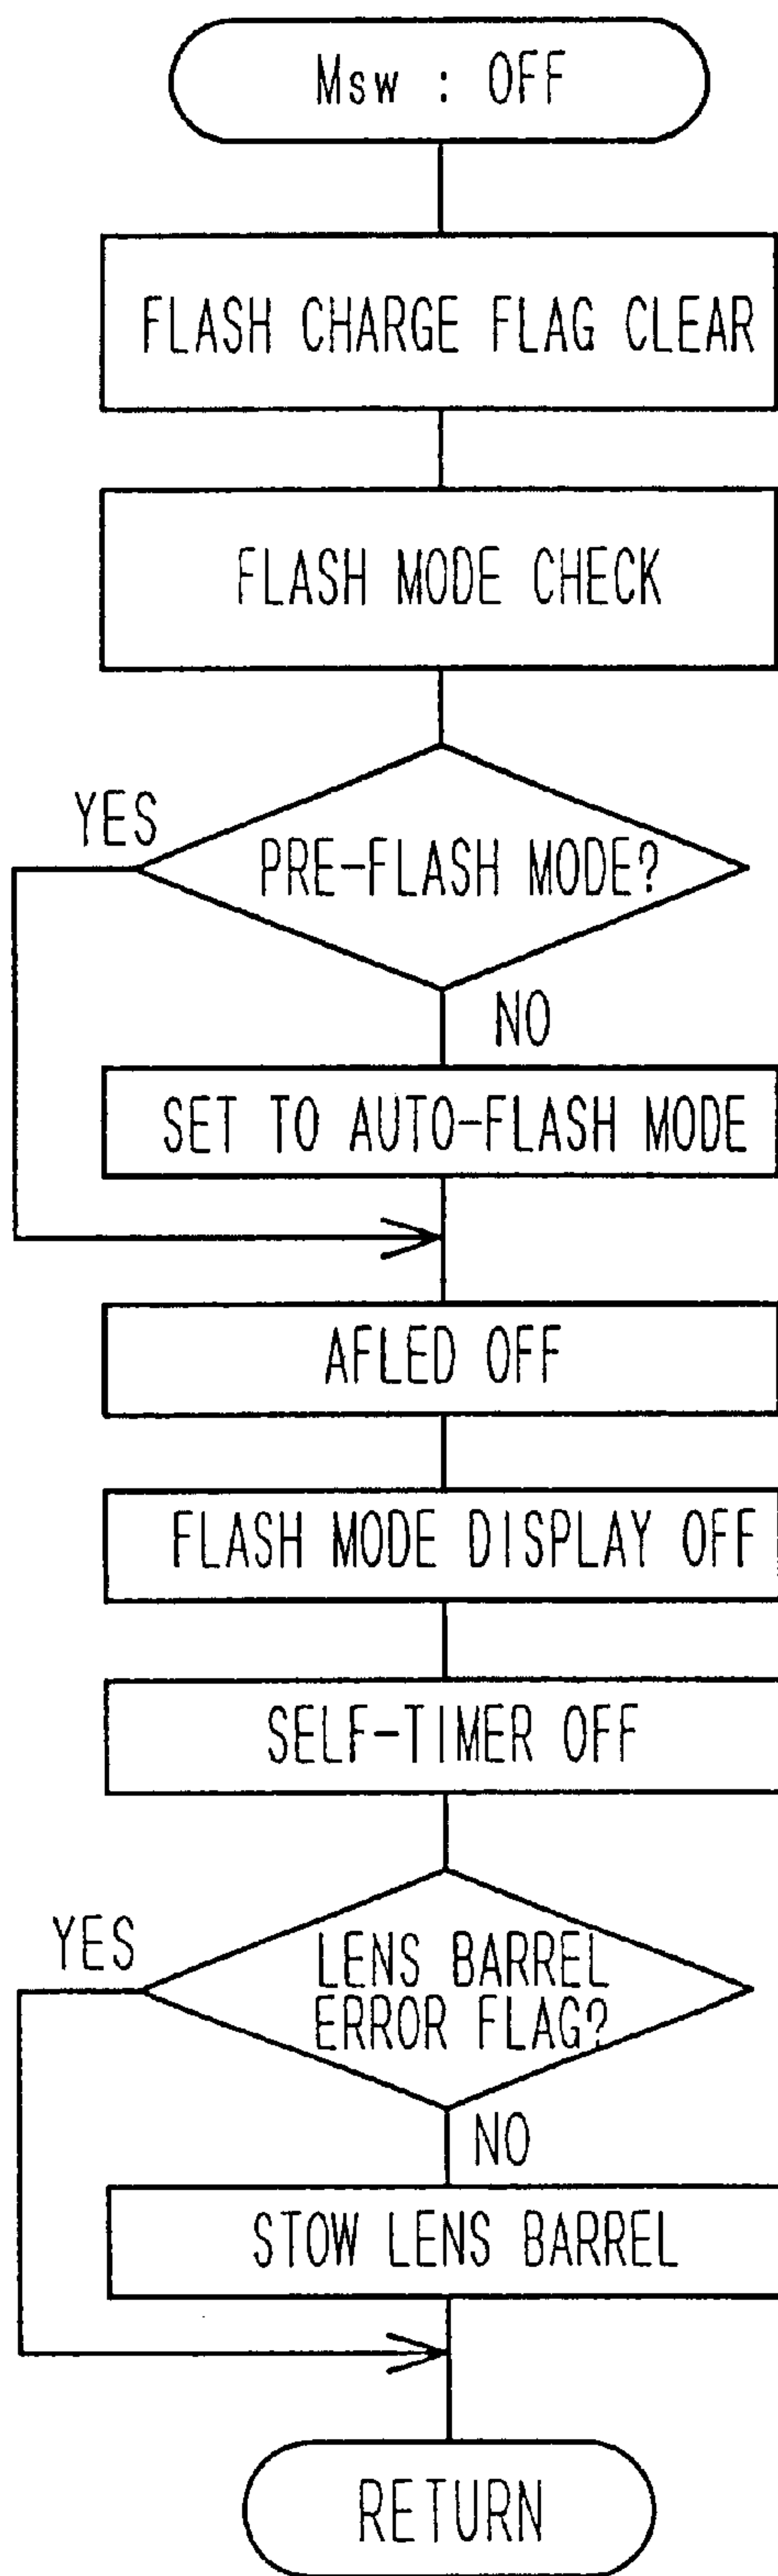 Msw : OFF
FLASH CHARGE FLAG CLEAR
FLASH MODE CHECK
YES
PRE-FLASH MODE?
NO
SET TO AUTO-FLASH MODE
AFLED OFF
FLASH MODE DISPLAY OFF
SELF-TIMER OFF
YES
LENS BARREL
ERROR FLAG?
NO
STOW LENS BARREL
RETURN